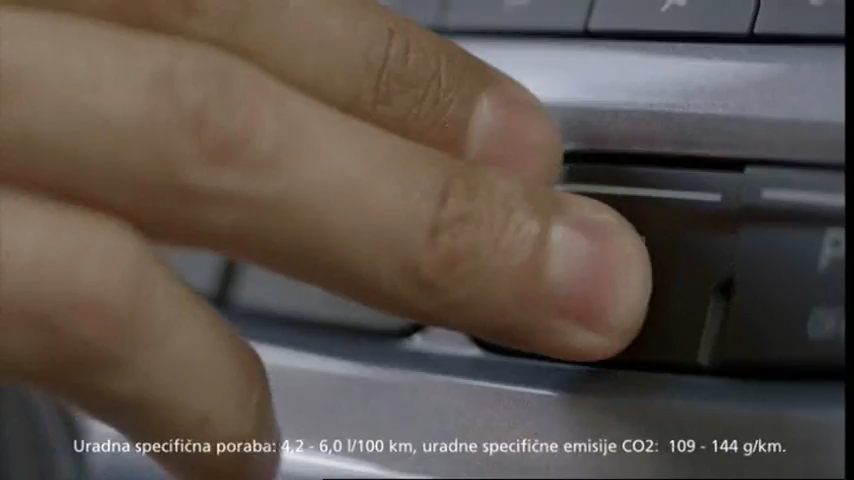 Uradna specifična poraba: 4,2 - 6,0 l/100 km, uradne specifične emisije CO2: 109 - 144 g/km.